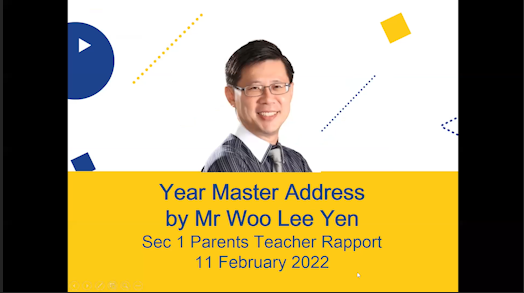 Year Master Address
by Mr Woo Lee Yen
Sec 1 Parents Teacher Rapport
11 February 2022